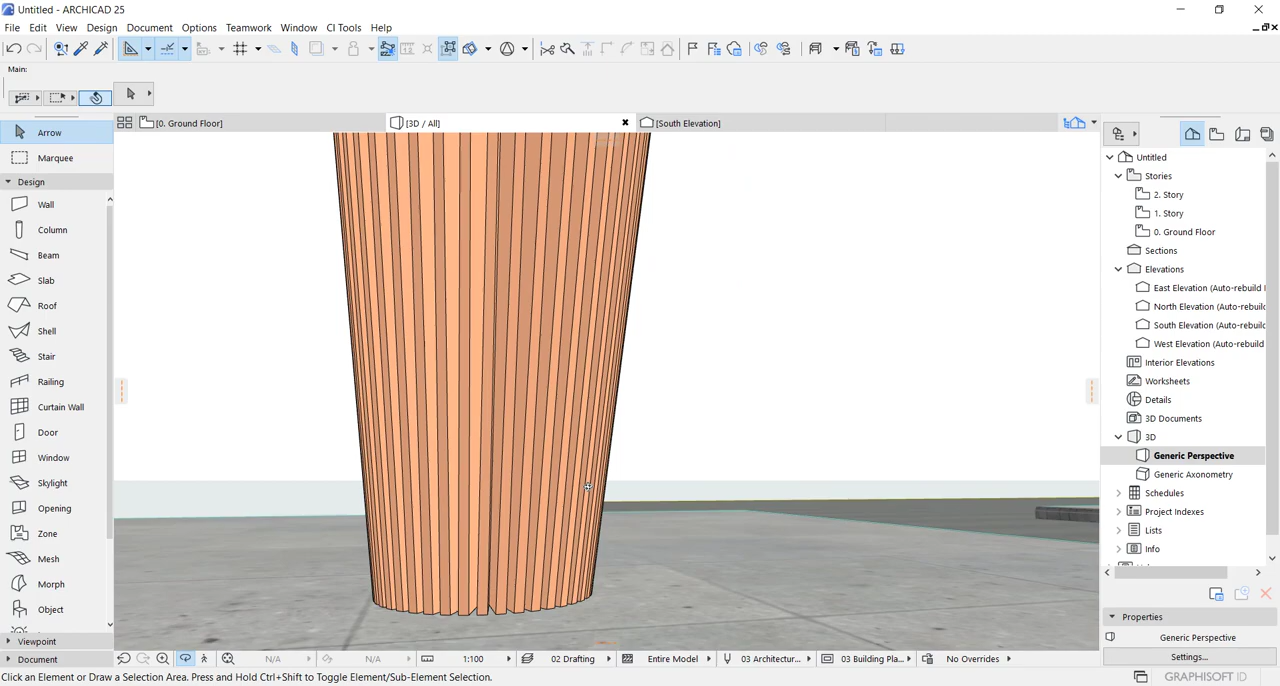 Untitled - ARCHICAD 25
File Edit View Design Document Options Teamwork Window CI Tools Help
Main:
[0. Ground Floor]
[3D / All]
[South Elevation]
Arrow
Marquee
Design
Wall
Column
Beam
Slab
Roof
Shell
Stair
Railing
Curtain Wall
Door
Window
Skylight
Opening
Zone
Mesh
Morph
Object
Viewpoint
Document
Untitled
Stories
2. Story
1. Story
0. Ground Floor
Sections
Elevations
East Elevation (Auto-rebuild
North Elevation (Auto-rebuild
South Elevation (Auto-rebuil
West Elevation (Auto-rebuild
Interior Elevations
Worksheets
Details
3D Documents
3D
Generic Perspective
Generic Axonometry
Schedules
Project Indexes
Lists
Info
Properties
Generic Perspective
Settings...
N/A N/A 1:100 02 Drafting Entire Model 03 Architectur... 03 Building Pla... No Overrides
Click an Element or Draw a Selection Area. Press and Hold Ctrl+Shift to Toggle Element/Sub-Element Selection.
GRAPHISOFT ID